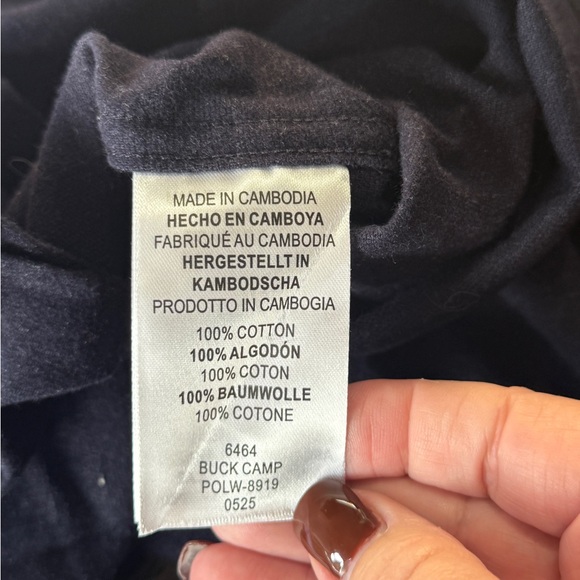 MADE IN CAMBODIA
HECHO EN CAMBOYA
FABRIQUÉ AU CAMBODIA
HERGESTELLT IN
KAMBODSCHA
PRODOTTO IN CAMBOGIA
100% COTTON
100% ALGODÓN
100% COTON
100% BAUMWOLLE
100% COTONE
6464
BUCK CAMP
POLW-8919
0525